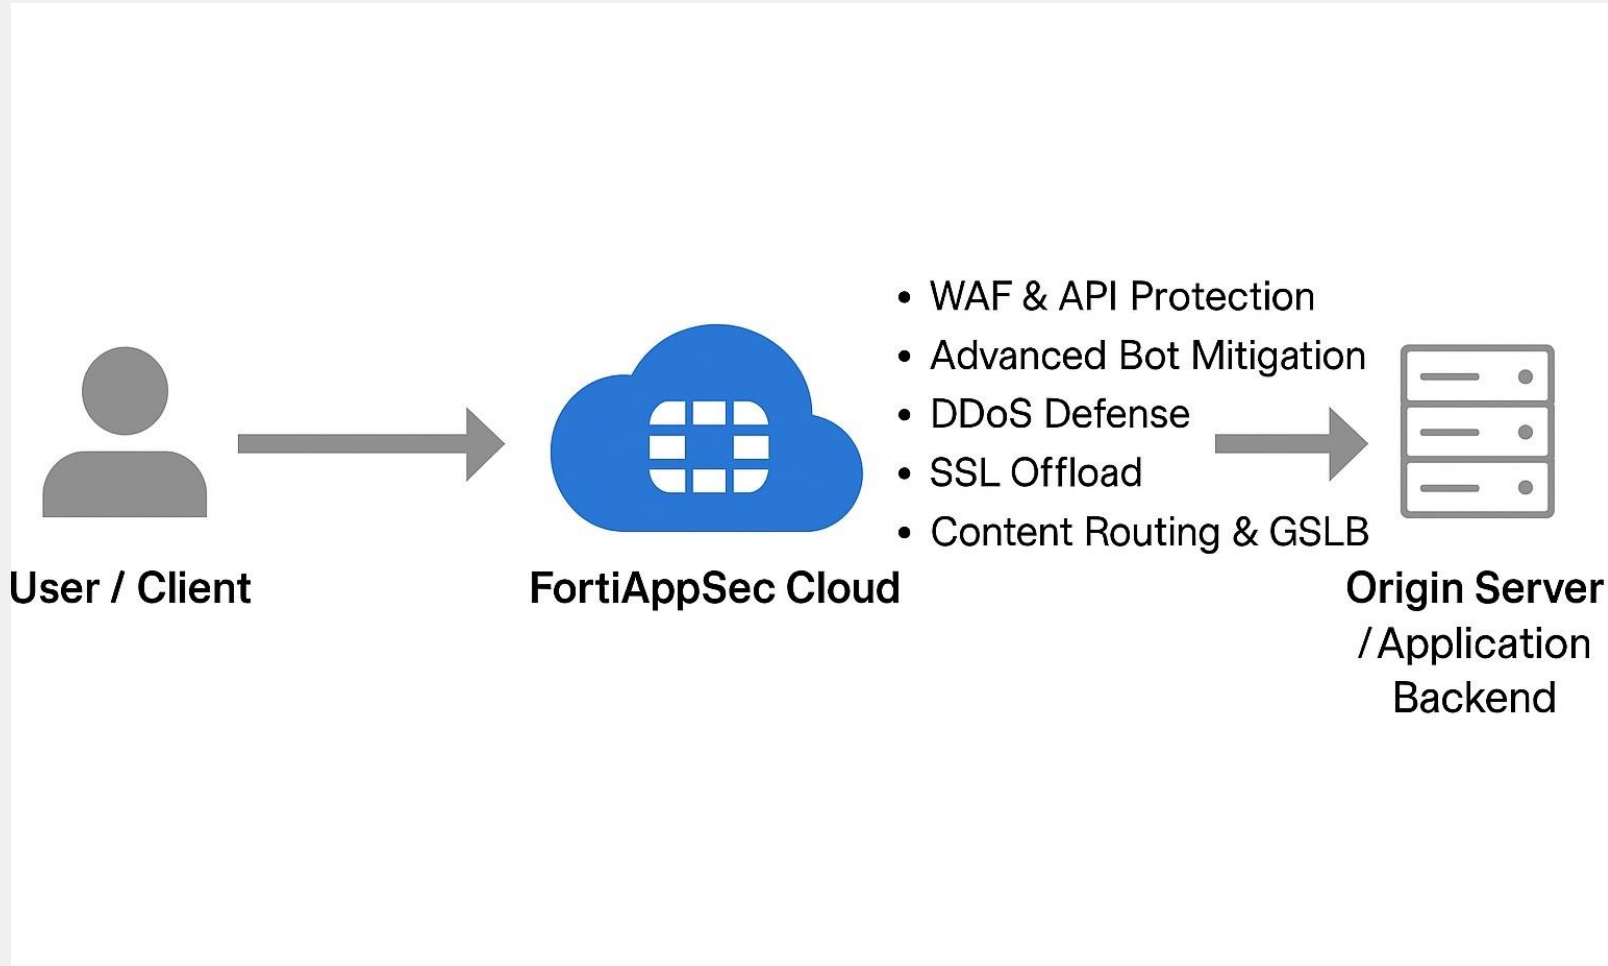 User / Client
FortiAppSec Cloud
• WAF & API Protection
• Advanced Bot Mitigation
• DDoS Defense
• SSL Offload
• Content Routing & GSLB
Origin Server
/ Application
Backend